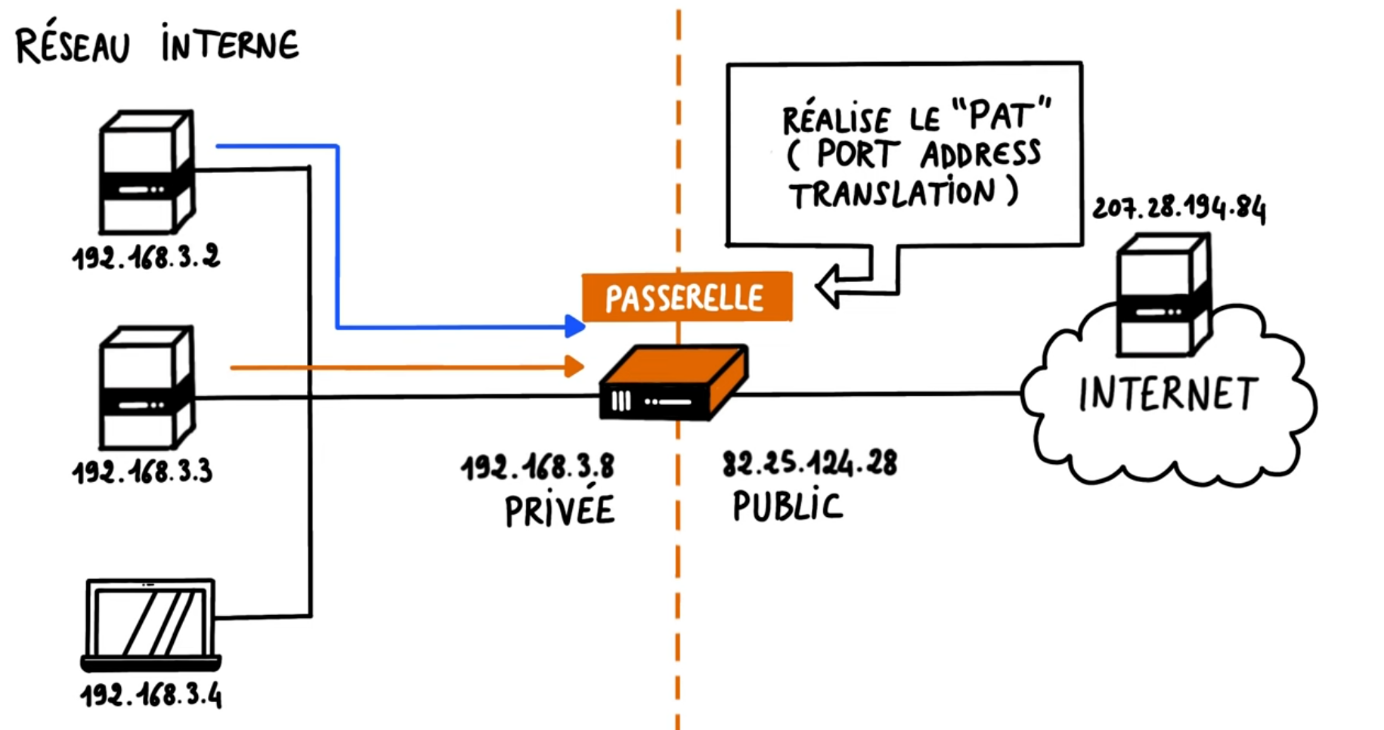 RÉSEAU INTERNE
RÉALISE LE "PAT"
( PORT ADDRESS
TRANSLATION )
207.28.194.84
192.168.3.2
PASSERELLE
INTERNET
192.168.3.3
192.168.3.8
PRIVÉE
82.25.124.28
PUBLIC
192.168.3.4